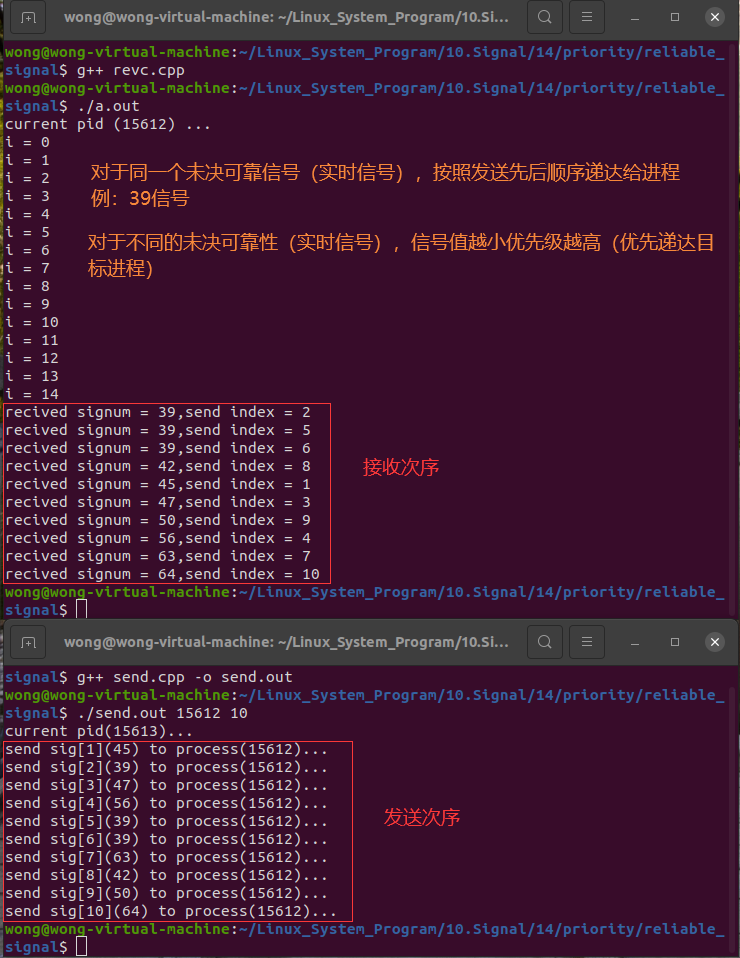 wong@wong-virtual-machine: ~/Linux_System_Program/10.Sig...
wong@wong-virtual-machine:~/Linux_System_Program/10.Signal/14/priority/reliable_
signal$ g++ revc.cpp
wong@wong-virtual-machine:~/Linux_System_Program/10.Signal/14/priority/reliable_
signal$ ./a.out
current pid (15612) ...
i = 0
i = 1
i = 2
i = 3
i = 4
i = 5
i = 6
i = 7
i = 8
i = 9
i = 10
i = 11
i = 12
i = 13
i = 14
对于同一个未决可靠信号（实时信号），按照发送先后顺序递达给进程
例：39信号
对于不同的未决可靠性（实时信号），信号值越小优先级越高（优先递达目
标进程）
recived signum = 39,send index = 2
recived signum = 39,send index = 5
recived signum = 39,send index = 6
recived signum = 42,send index = 8
recived signum = 45,send index = 1
recived signum = 47,send index = 3
recived signum = 50,send index = 9
recived signum = 56,send index = 4
recived signum = 63,send index = 7
recived signum = 64,send index = 10
接收次序
wong@wong-virtual-machine:~/Linux_System_Program/10.Signal/14/priority/reliable_
signal$
wong@wong-virtual-machine: ~/Linux_System_Program/10.Si...
signal$ g++ send.cpp -o send.out
wong@wong-virtual-machine:~/Linux_System_Program/10.Signal/14/priority/reliable_
signal$ ./send.out 15612 10
current pid(15613)...
send sig[1](45) to process(15612)...
send sig[2](39) to process(15612)...
send sig[3](47) to process(15612)...
send sig[4](56) to process(15612)...
send sig[5](39) to process(15612)...
send sig[6](39) to process(15612)...
send sig[7](63) to process(15612)...
send sig[8](42) to process(15612)...
send sig[9](50) to process(15612)...
send sig[10](64) to process(15612)...
发送次序
wong@wong-virtual-machine:~/Linux_System_Program/10.Signal/14/priority/reliable_
signal$